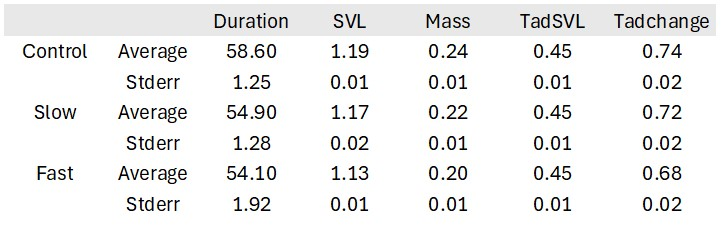 Duration SVL Mass TadSVL Tadchange
Control Average 58.60 1.19 0.24 0.45 0.74
Stderr 1.25 0.01 0.01 0.01 0.02
Slow Average 54.90 1.17 0.22 0.45 0.72
Stderr 1.28 0.02 0.01 0.01 0.02
Fast Average 54.10 1.13 0.20 0.45 0.68
Stderr 1.92 0.01 0.01 0.01 0.02